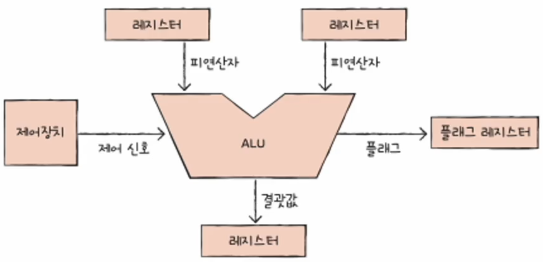 레지스터
레지스터
피연산자
피연산자
제어장치
제어 신호
ALU
플래그
플래그 레지스터
결괏값
레지스터